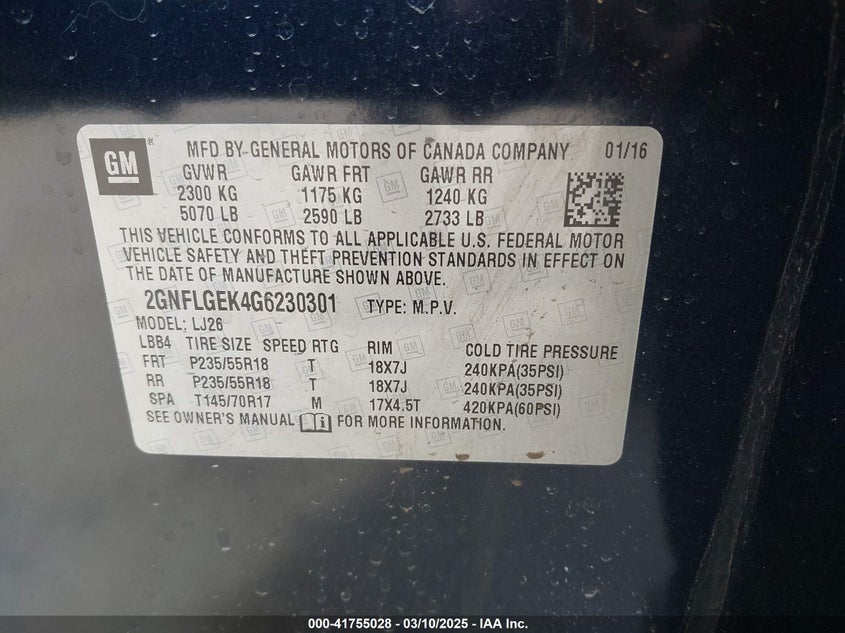 GM MFD BY GENERAL MOTORS OF CANADA COMPANY 01/16
GVWR GAWR FRT GAWR RR
2300 KG 1175 KG 1240 KG
5070 LB 2590 LB 2733 LB
THIS VEHICLE CONFORMS TO ALL APPLICABLE U.S. FEDERAL MOTOR
VEHICLE SAFETY AND THEFT PREVENTION STANDARDS IN EFFECT ON
THE DATE OF MANUFACTURE SHOWN ABOVE.
2GNFLGEK4G6230301 TYPE: M.P.V.
MODEL: LJ26
LBB4 TIRE SIZE SPEED RTG RIM COLD TIRE PRESSURE
FRT P235/55R18 T 18X7J 240KPA(35PSI)
RR P235/55R18 T 18X7J 240KPA(35PSI)
SPA T145/70R17 M 17X4.5T 420KPA(60PSI)
SEE OWNER'S MANUAL FOR MORE INFORMATION.
000-41755028 — 03/10/2025 — IAA Inc.